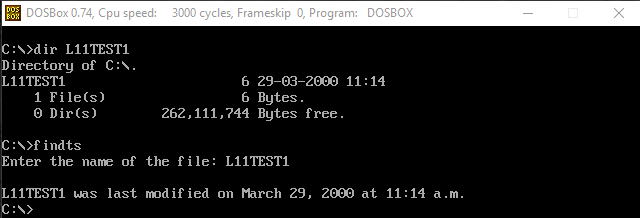 DOSBox 0.74, Cpu speed: 3000 cycles, Frameskip 0, Program: DOSBOX
C:\>dir L11TEST1
Directory of C:\.
L11TEST1 6 29-03-2000 11:14
1 File(s) 6 Bytes.
0 Dir(s) 262,111,744 Bytes free.
C:\>findts
Enter the name of the file: L11TEST1
L11TEST1 was last modified on March 29, 2000 at 11:14 a.m.
C:\>